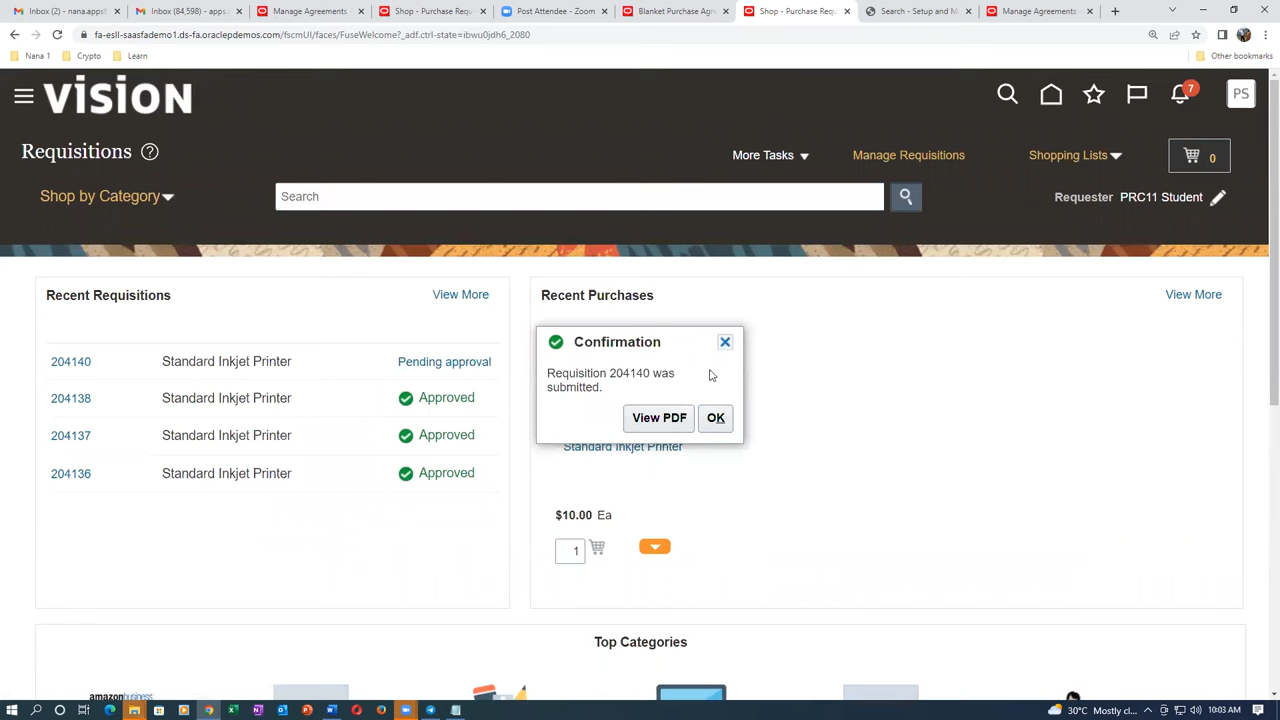 Inbox (2) - nana.apps
Inbox (84,598) - apps.
Manage Agreements
Shop - Purchase Requ
Post Attendee - Zoom
Blanket Purchase Agre
Shop - Purchase Requ
Search - Setup and M
Manage Agreements
fa-esll-saasfademo1.ds-fa.oraclepdemos.com/fscmUI/faces/FuseWelcome?_adf.ctrl-state=ibwu0jdh6_2080
Nana 1
Crypto
Learn
Other bookmarks
VISION
7
PS
Requisitions ?
More Tasks
Manage Requisitions
Shopping Lists
0
Shop by Category
Search
Requester PRC11 Student
Recent Requisitions
View More
204140 Standard Inkjet Printer Pending approval
204138 Standard Inkjet Printer Approved
204137 Standard Inkjet Printer Approved
204136 Standard Inkjet Printer Approved
Recent Purchases
View More
Confirmation
Requisition 204140 was
submitted.
View PDF
OK
Standard Inkjet Printer
$10.00 Ea
1
Top Categories
amazonbusiness
30°C Mostly cl...
10:03 AM